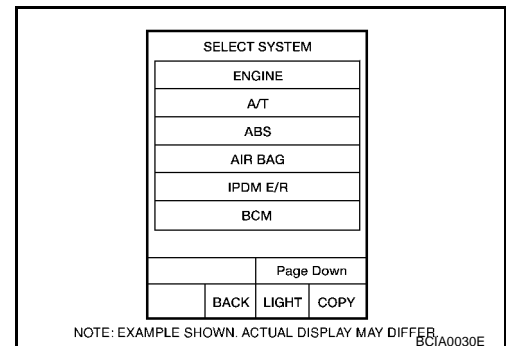 SELECT SYSTEM
ENGINE
A/T
ABS
AIR BAG
IPDM E/R
BCM
Page Down
BACK LIGHT COPY
NOTE: EXAMPLE SHOWN. ACTUAL DISPLAY MAY DIFFER.
BCIA0030E